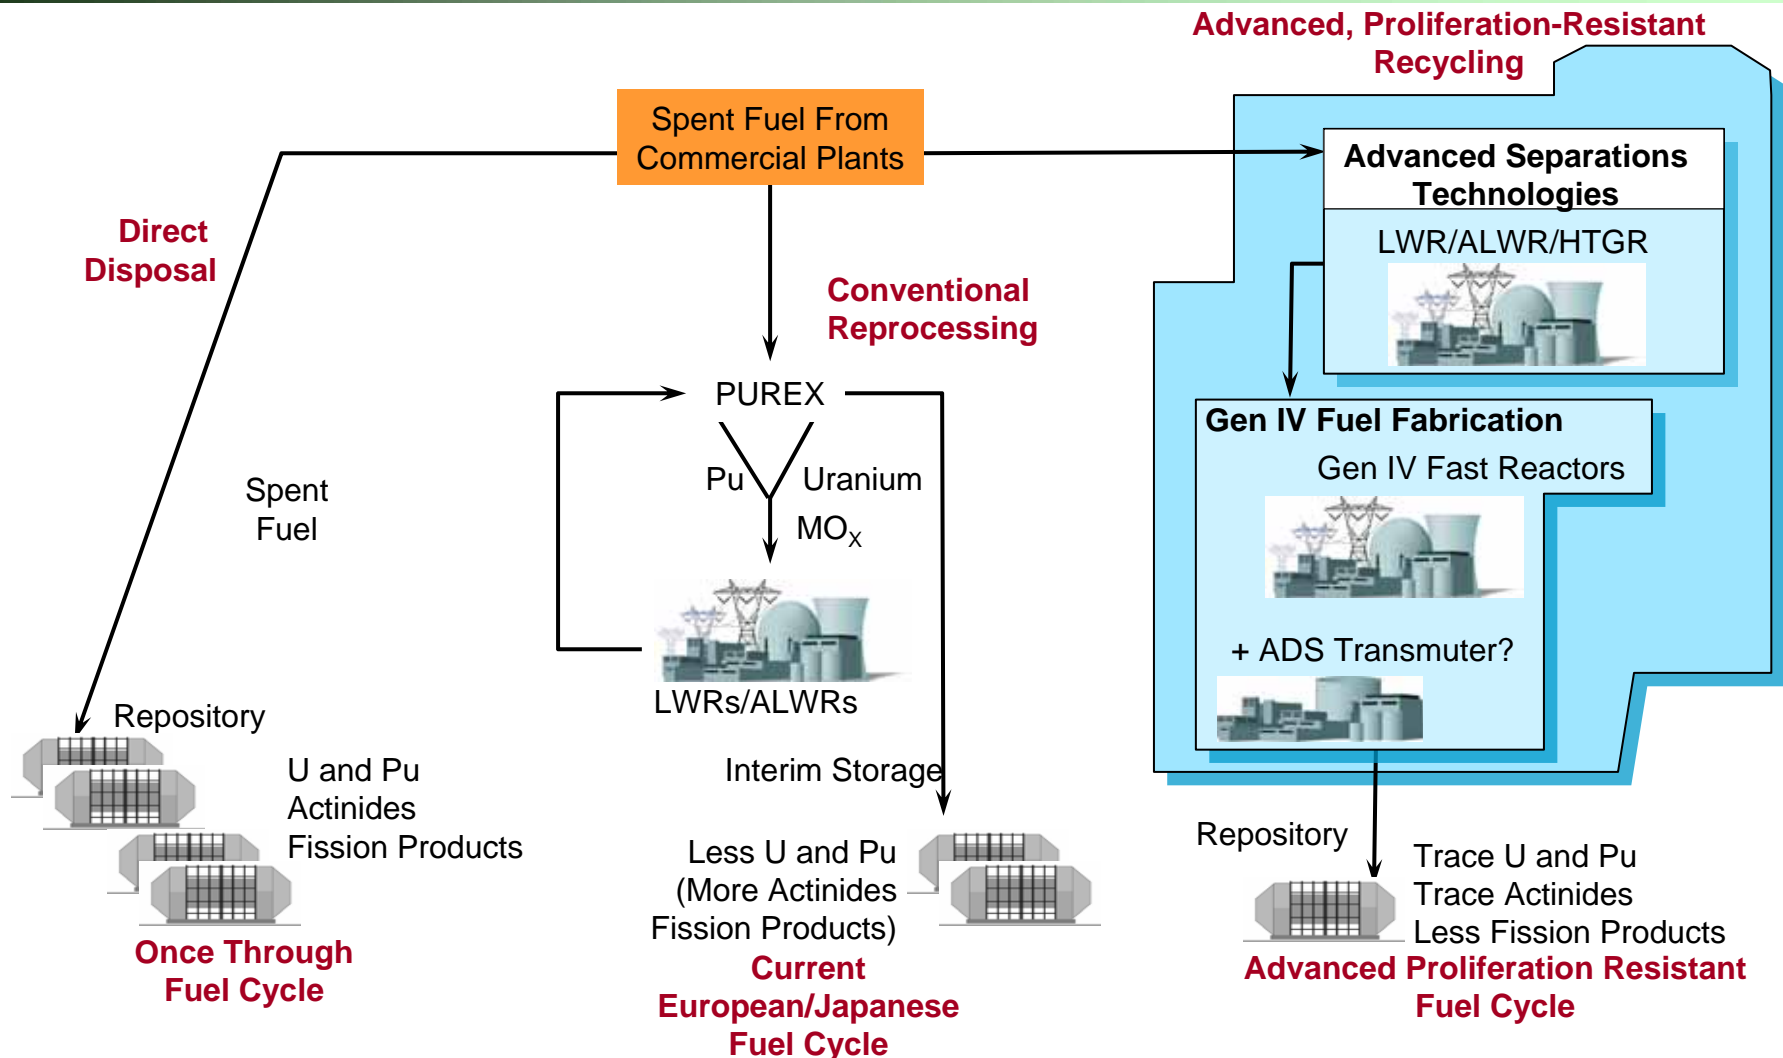 Advanced, Proliferation-Resistant
Recycling
Spent Fuel From
Commercial Plants
Advanced Separations
Technologies
LWR/ALWR/HTGR
Direct
Disposal
Conventional
Reprocessing
PUREX
Pu
Uranium
MOX
LWRs/ALWRs
Gen IV Fuel Fabrication
Gen IV Fast Reactors
+ ADS Transmuter?
Spent
Fuel
Repository
U and Pu
Actinides
Fission Products
Once Through
Fuel Cycle
Interim Storage
Less U and Pu
(More Actinides
Fission Products)
Current
European/Japanese
Fuel Cycle
Repository
Trace U and Pu
Trace Actinides
Less Fission Products
Advanced Proliferation Resistant
Fuel Cycle